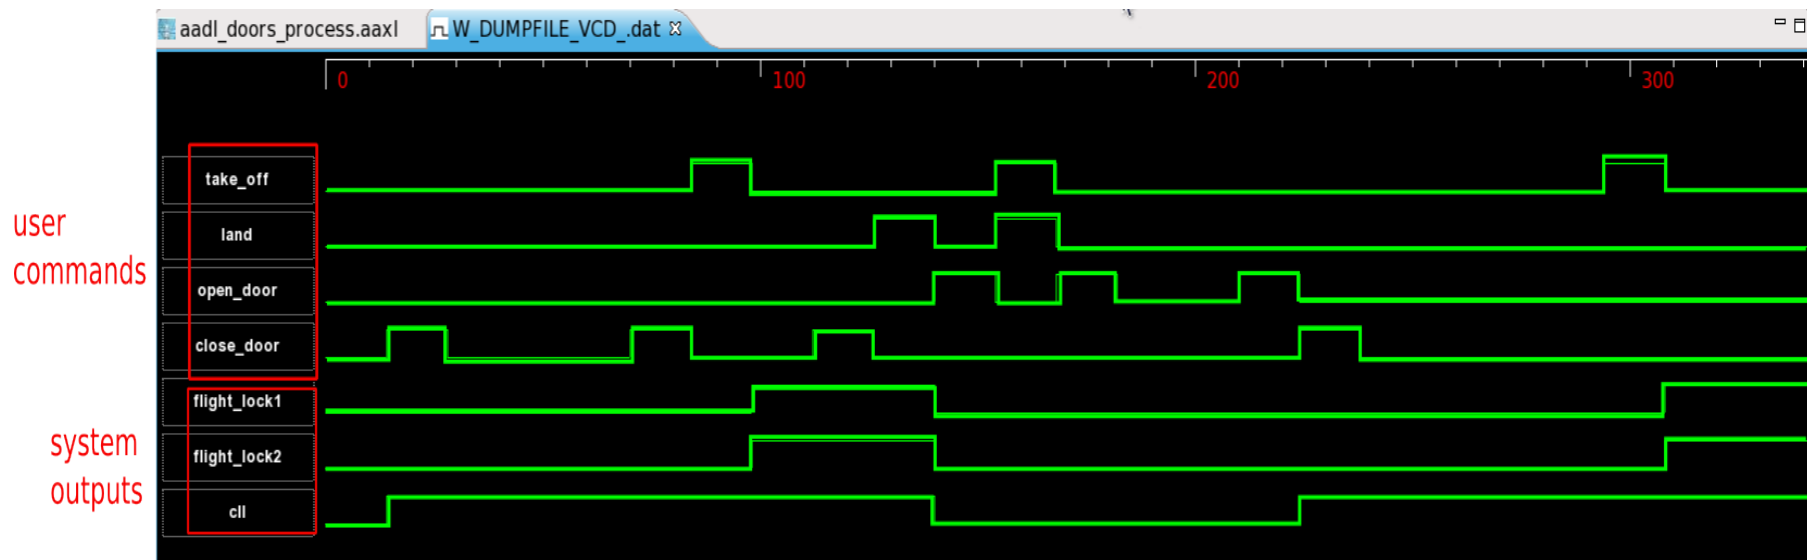 aadl_doors_process.aaxl W_DUMPFILE_VCD_.dat
0 100 200 300
take_off
land
open_door
close_door
flight_lock1
flight_lock2
cll
user
commands
system
outputs